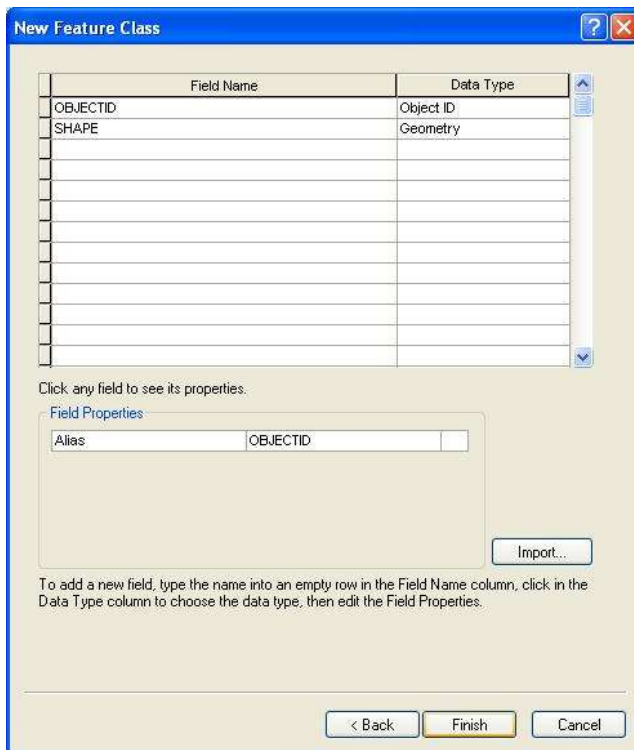 New Feature Class
Field Name Data Type
OBJECTID Object ID
SHAPE Geometry
Click any field to see its properties.
Field Properties
Alias OBJECTID
Import...
To add a new field, type the name into an empty row in the Field Name column, click in the
Data Type column to choose the data type, then edit the Field Properties.
< Back Finish Cancel